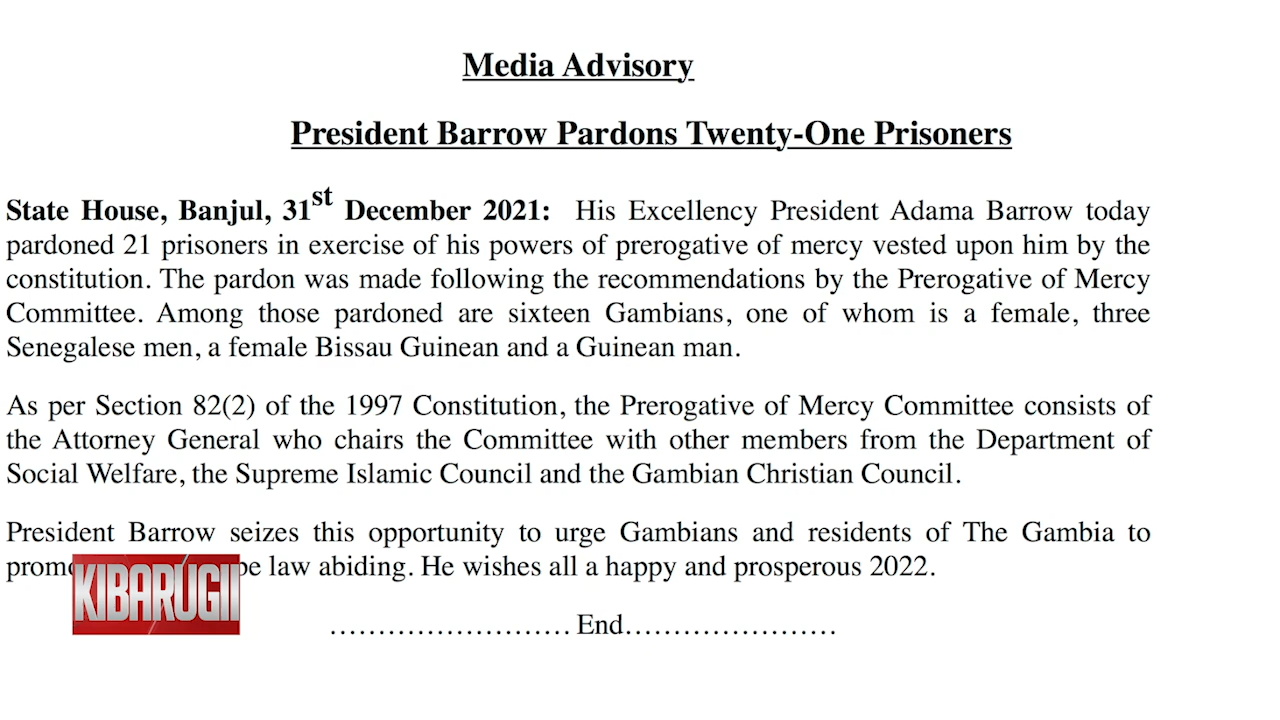 Media Advisory
President Barrow Pardons Twenty-One Prisoners
State House, Banjul, 31st December 2021: His Excellency President Adama Barrow today
pardoned 21 prisoners in exercise of his powers of prerogative of mercy vested upon him by the
constitution. The pardon was made following the recommendations by the Prerogative of Mercy
Committee. Among those pardoned are sixteen Gambians, one of whom is a female, three
Senegalese men, a female Bissau Guinean and a Guinean man.
As per Section 82(2) of the 1997 Constitution, the Prerogative of Mercy Committee consists of
the Attorney General who chairs the Committee with other members from the Department of
Social Welfare, the Supreme Islamic Council and the Gambian Christian Council.
President Barrow seizes this opportunity to urge Gambians and residents of The Gambia to
be law abiding. He wishes all a happy and prosperous 2022.
KIBARUGII
......................... End......................